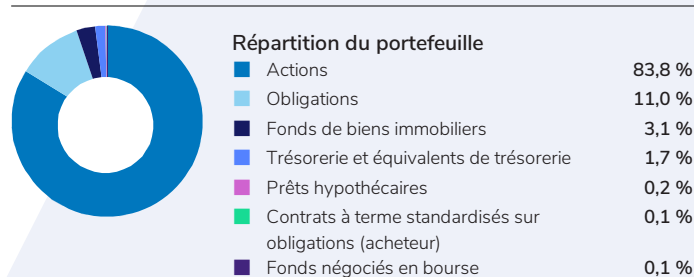 Répartition du portefeuille
Actions 83,8 %
Obligations 11,0 %
Fonds de biens immobiliers 3,1 %
Trésorerie et équivalents de trésorerie 1,7 %
Prêts hypothécaires 0,2 %
Contrats à terme standardisés sur 0,1 %
obligations (acheteur)
Fonds négociés en bourse 0,1 %